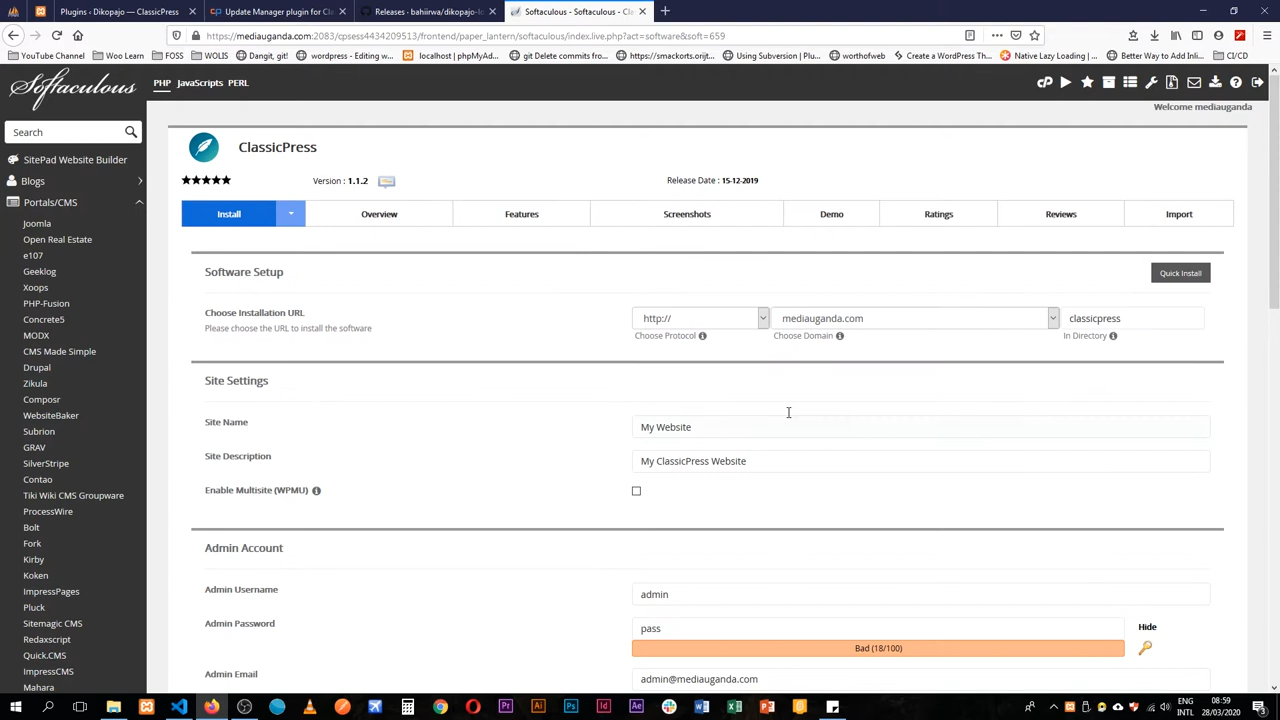 Plugins ‹ Dikopajo — ClassicPress
Update Manager plugin for Cla
Releases · bahiirwa/dikopajo-lo
Softaculous - Softaculous - Cl
https://mediauganda.com:2083/cpsess4434209513/frontend/paper_lantern/softaculous/index.live.php?act=software&soft=659
YouTube Channel
Woo Learn
FOSS
WOLIS
Dangit, git!
wordpress - Editing w...
localhost | phpMyAd...
git Delete commits fro...
https://smackorts.orijt...
Using Subversion | Plu...
worthofweb
Creating a WordPress Th...
Native Lazy Loading | ...
Better Way to Add Inli...
CI/CD
Softaculous
PHP JavaScripts PERL
Welcome mediauganda
Search
SitePad Website Builder
Blogs
Portals/CMS
Joomla
Open Real Estate
e107
Geeklog
Xoops
PHP-Fusion
Concrete5
MODX
CMS Made Simple
Drupal
Zikula
Composr
WebsiteBaker
Subrion
GRAV
SilverStripe
Contao
Tiki Wiki CMS Groupware
ProcessWire
Bolt
Fork
Kirby
Koken
ImpressPages
Pluck
Sitemagic CMS
Redaxscript
Quick.CMS
ImpressCMS
Mahara
ClassicPress
Version : 1.1.2
Release Date : 15-12-2019
Install
Overview
Features
Screenshots
Demo
Ratings
Reviews
Import
Software Setup
Quick Install
Choose Installation URL
Please choose the URL to install the software
http://
mediauganda.com
classicpress
Choose Protocol
Choose Domain
In Directory
Site Settings
Site Name
My Website
Site Description
My ClassicPress Website
Enable Multisite (WPMU)
Admin Account
Admin Username
admin
Admin Password
pass
Hide
Bad (18/100)
Admin Email
admin@mediauganda.com
ENG
INTL
08:59
28/03/2020